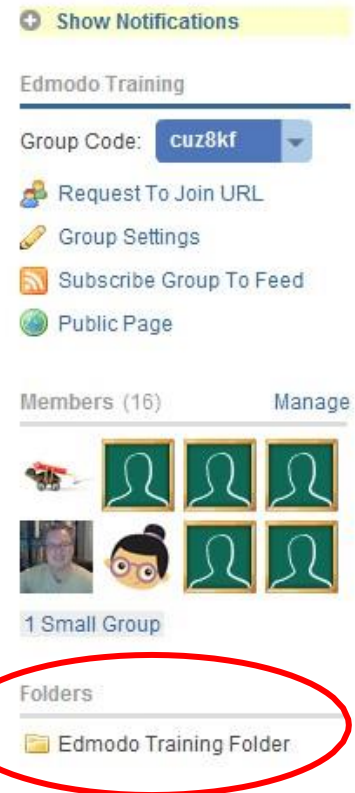 Show Notifications
Edmodo Training
Group Code: cuz8kf
Request To Join URL
Group Settings
Subscribe Group To Feed
Public Page
Members (16) Manage
1 Small Group
Folders
Edmodo Training Folder